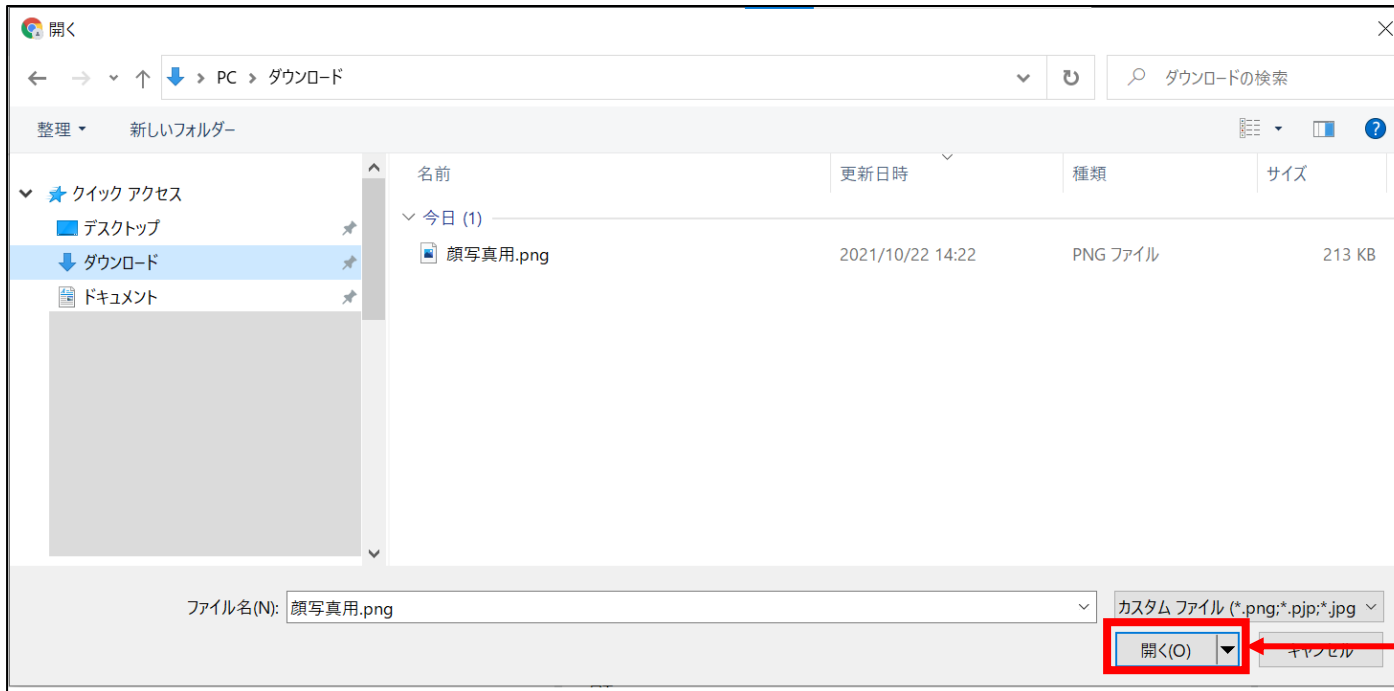 開く
PC > ダウンロード
ダウンロードの検索
整理 新しいフォルダー
名前 更新日時 種類 サイズ
クイック アクセス
今日 (1)
デスクトップ
顔写真用.png 2021/10/22 14:22 PNG ファイル 213 KB
ダウンロード
ドキュメント
ファイル名(N): 顔写真用.png カスタム ファイル (*.png;*.pjp;*.jpg
開く(O) キャンセル